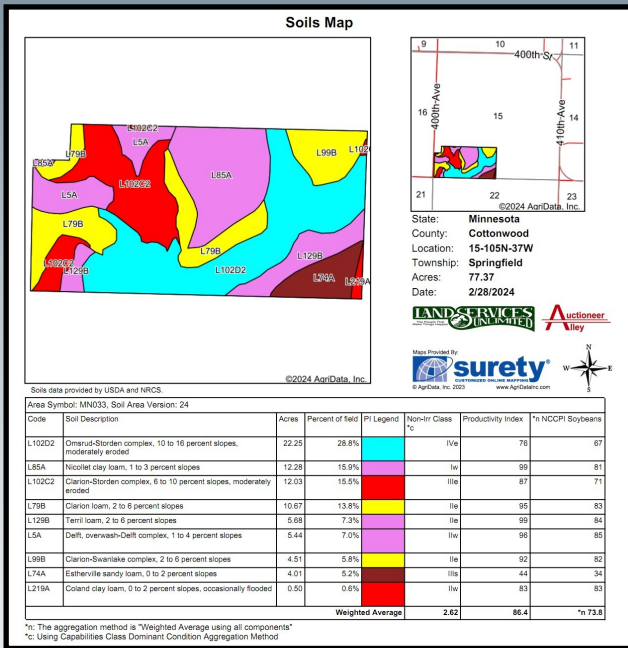 Soils Map
L102C2
L5A
L79B
L85A
L99B
L102
L102C2
L85A
L5A
L79B
L79B
L102D2
L129B
L102C2
L129B
L74A
L219A
©2024 AgriData, Inc.
Soils data provided by USDA and NRCS.
9
10
11
400th St
400th Ave
16
15
14
410th Ave
21
22
23
©2024 AgriData, Inc.
State: Minnesota
County: Cottonwood
Location: 15-105N-37W
Township: Springfield
Acres: 77.37
Date: 2/28/2024
LAND SERVICES
UNLIMITED
Auctioneer
Alley
Maps Provided By:
surety®
CUSTOMIZED ONLINE MAPPING
© AgriData, Inc. 2023 www.AgriDataInc.com
N
W
E
S
Area Symbol: MN033, Soil Area Version: 24
Code Soil Description Acres Percent of field PI Legend Non-Irr Class *c Productivity Index *n NCCPI Soybeans
L102D2 Omsrud-Storden complex, 10 to 16 percent slopes, moderately eroded 22.25 28.8% IVe 76 67
L85A Nicollet clay loam, 1 to 3 percent slopes 12.28 15.9% Iw 99 81
L102C2 Clarion-Storden complex, 6 to 10 percent slopes, moderately eroded 12.03 15.5% IIIe 87 71
L79B Clarion loam, 2 to 6 percent slopes 10.67 13.8% IIe 95 83
L129B Terril loam, 2 to 6 percent slopes 5.68 7.3% IIe 99 84
L5A Delft, overwash-Delft complex, 1 to 4 percent slopes 5.44 7.0% IIw 96 85
L99B Clarion-Swanlake complex, 2 to 6 percent slopes 4.51 5.8% IIe 92 82
L74A Estherville sandy loam, 0 to 2 percent slopes 4.01 5.2% IIIs 44 34
L219A Coland clay loam, 0 to 2 percent slopes, occasionally flooded 0.50 0.6% IIw 83 83
Weighted Average 2.62 86.4 *n 73.8
*n: The aggregation method is "Weighted Average using all components"
*c: Using Capabilities Class Dominant Condition Aggregation Method